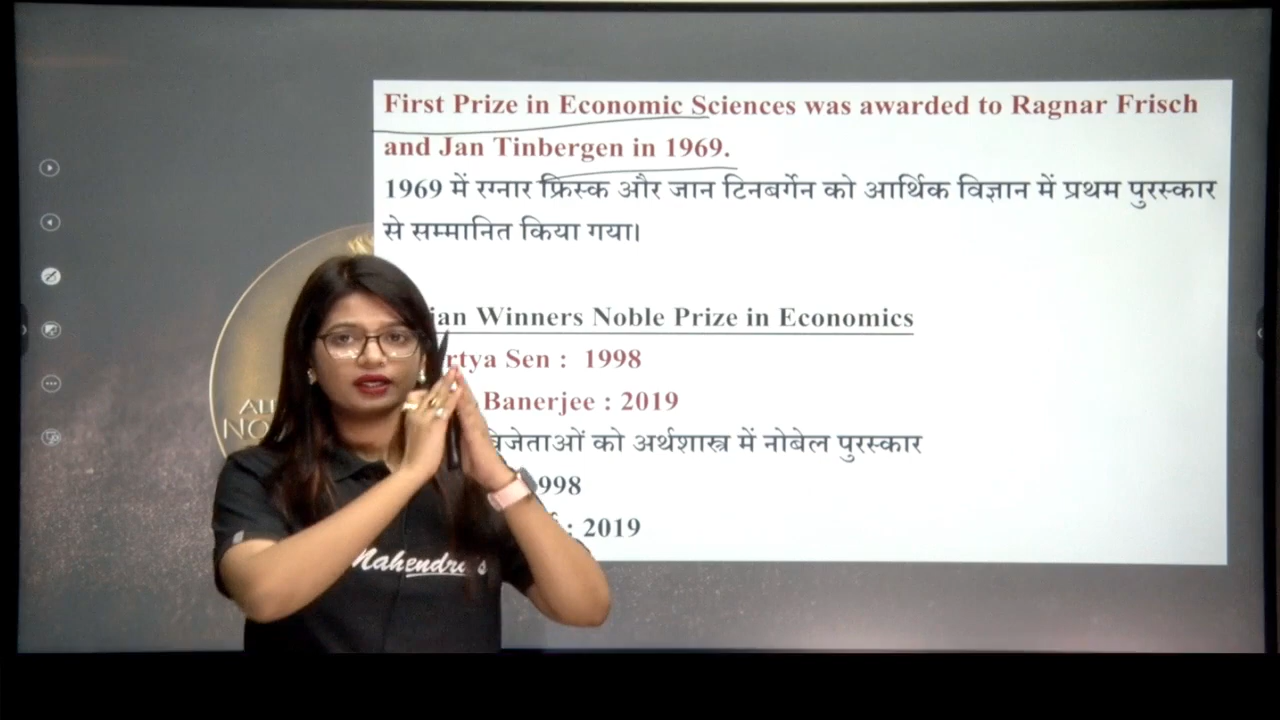 First Prize in Economic Sciences was awarded to Ragnar Frisch
and Jan Tinbergen in 1969.
1969 में रग्नार फ्रिस्क और जान टिनबर्गेन को आर्थिक विज्ञान में प्रथम पुरस्कार
से सम्मानित किया गया।
Winners Noble Prize in Economics
Sen : 1998
Banerjee : 2019
को अर्थशास्त्र में नोबेल पुरस्कार
: 2019
Mahendra's